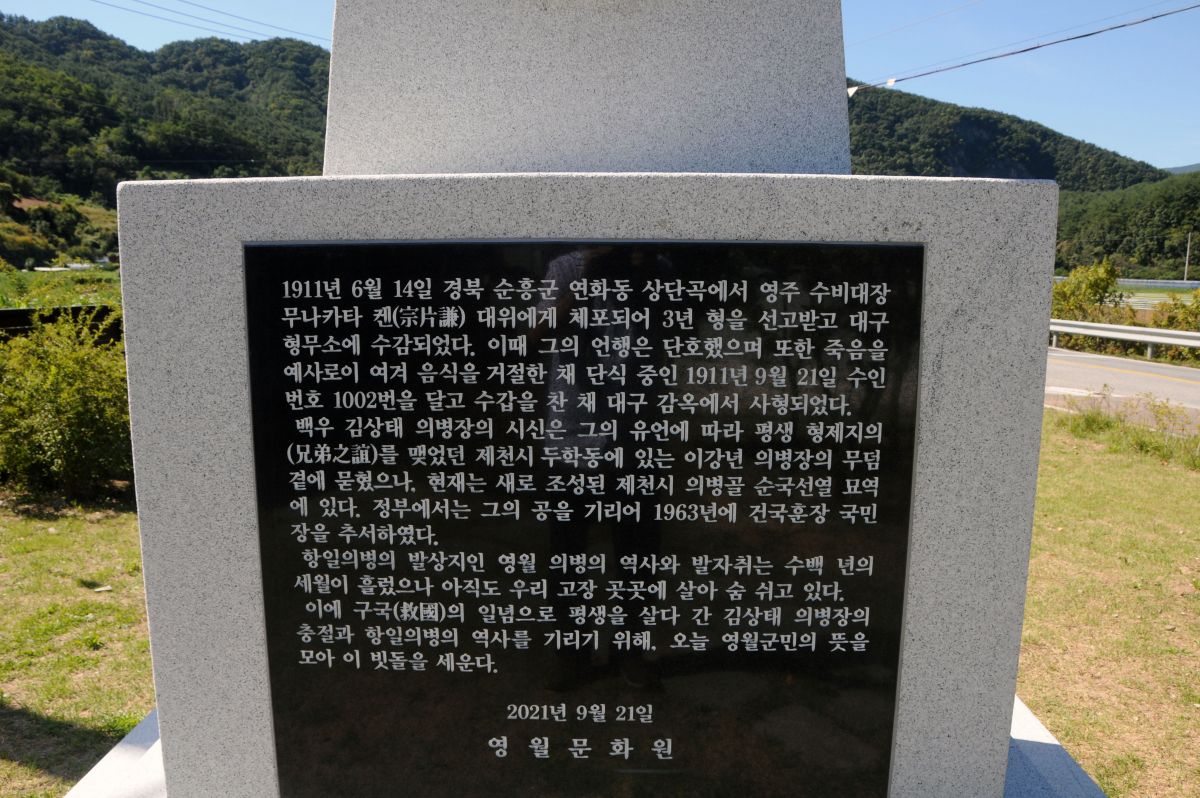 1911년 6월 14일 경북 순흥군 연화동 상단곡에서 영주 수비대장
무나카타 켄(宗片謙) 대위에게 체포되어 3년 형을 선고받고 대구
형무소에 수감되었다. 이때 그의 언행은 단호했으며 또한 죽음을
예사로이 여겨 음식을 거절한 채 단식 중인 1911년 9월 21일 수인
번호 1002번을 달고 수갑을 찬 채 대구 감옥에서 사형되었다.
백우 김상태 의병장의 시신은 그의 유언에 따라 평생 형제지의
(兄弟之誼)를 맺었던 제천시 두학동에 있는 이강년 의병장의 무덤
곁에 묻혔으나, 현재는 새로 조성된 제천시 의병골 순국선열 묘역
에 있다. 정부에서는 그의 공을 기리어 1963년에 건국훈장 국민
장을 추서하였다.
항일의병의 발상지인 영월 의병의 역사와 발자취는 수백 년의
세월이 흘렀으나 아직도 우리 고장 곳곳에 살아 숨 쉬고 있다.
이에 구국(救國)의 일념으로 평생을 살다 간 김상태 의병장의
충절과 항일의병의 역사를 기리기 위해, 오늘 영월군민의 뜻을
모아 이 빗돌을 세운다.
2021년 9월 21일
영월문화원